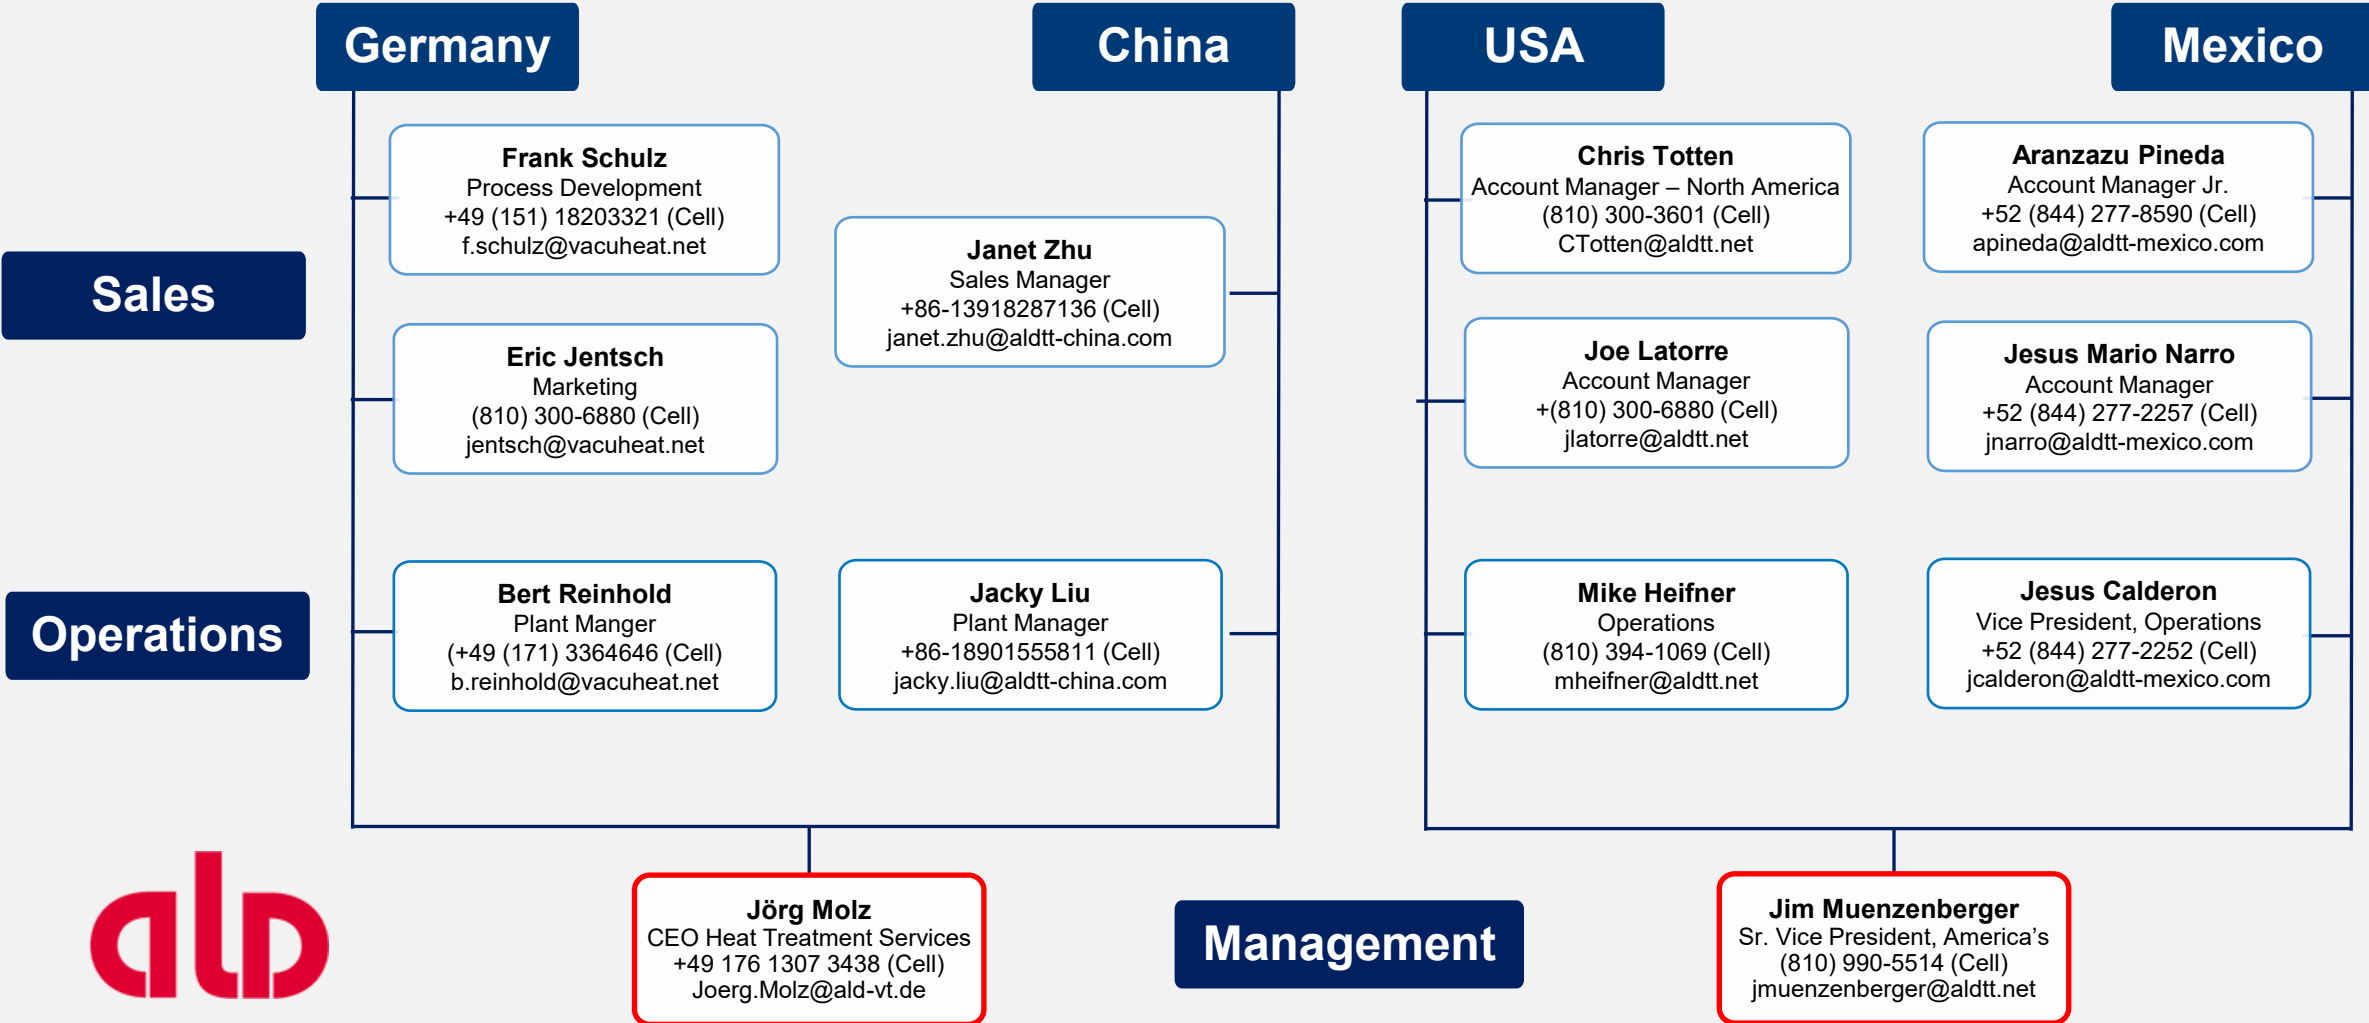 Germany
China
USA
Mexico
Sales
Frank Schulz
Process Development
+49 (151) 18203321 (Cell)
f.schulz@vacuheat.net
Eric Jentsch
Marketing
(810) 300-6880 (Cell)
jentsch@vacuheat.net
Janet Zhu
Sales Manager
+86-13918287136 (Cell)
janet.zhu@aldtt-china.com
Chris Totten
Account Manager – North America
(810) 300-3601 (Cell)
CTotten@aldtt.net
Joe Latorre
Account Manager
+(810) 300-6880 (Cell)
jlatorre@aldtt.net
Aranzazu Pineda
Account Manager Jr.
+52 (844) 277-8590 (Cell)
apineda@aldtt-mexico.com
Jesus Mario Narro
Account Manager
+52 (844) 277-2257 (Cell)
jnarro@aldtt-mexico.com
Operations
Bert Reinhold
Plant Manger
(+49 (171) 3364646 (Cell)
b.reinhold@vacuheat.net
Jacky Liu
Plant Manager
+86-18901555811 (Cell)
jacky.liu@aldtt-china.com
Mike Heifner
Operations
(810) 394-1069 (Cell)
mheifner@aldtt.net
Jesus Calderon
Vice President, Operations
+52 (844) 277-2252 (Cell)
jcalderon@aldtt-mexico.com
ald
Jörg Molz
CEO Heat Treatment Services
+49 176 1307 3438 (Cell)
Joerg.Molz@ald-vt.de
Management
Jim Muenzenberger
Sr. Vice President, America’s
(810) 990-5514 (Cell)
jmuenzenberger@aldtt.net